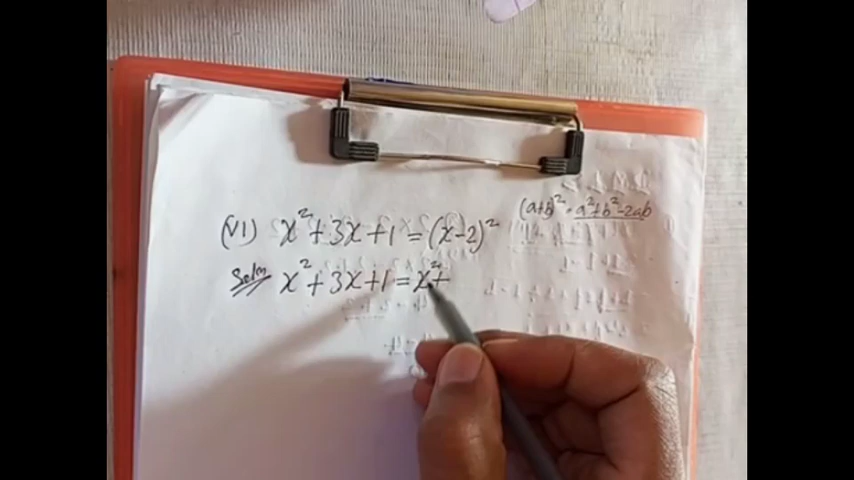 (a+b)² = a²+b²-2ab
(VI) x²+3x+1=(x-2)²
Soln x²+3x+1=x²+